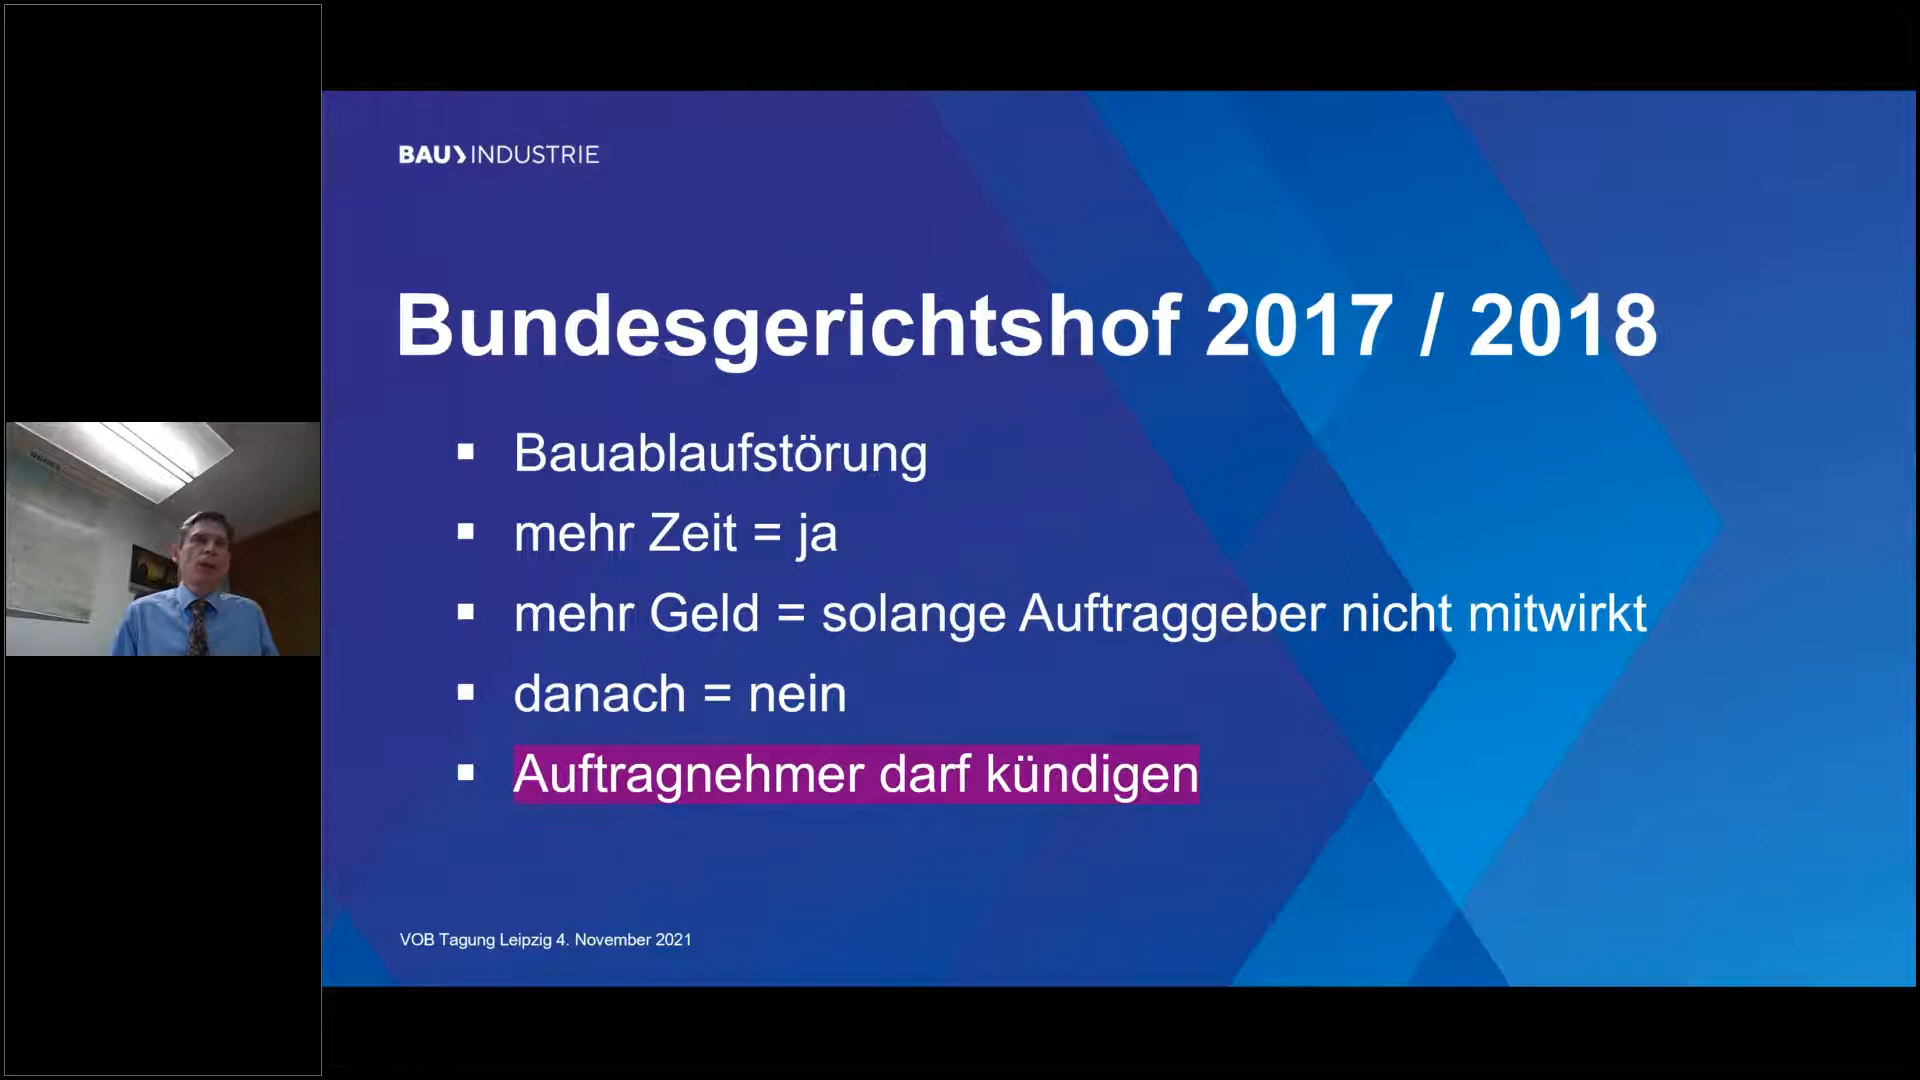 BAU INDUSTRIE
Bundesgerichtshof 2017 / 2018
▪ Bauablaufstörung
▪ mehr Zeit = ja
▪ mehr Geld = solange Auftraggeber nicht mitwirkt
▪ danach = nein
▪ Auftragnehmer darf kündigen
VOB Tagung Leipzig 4. November 2021